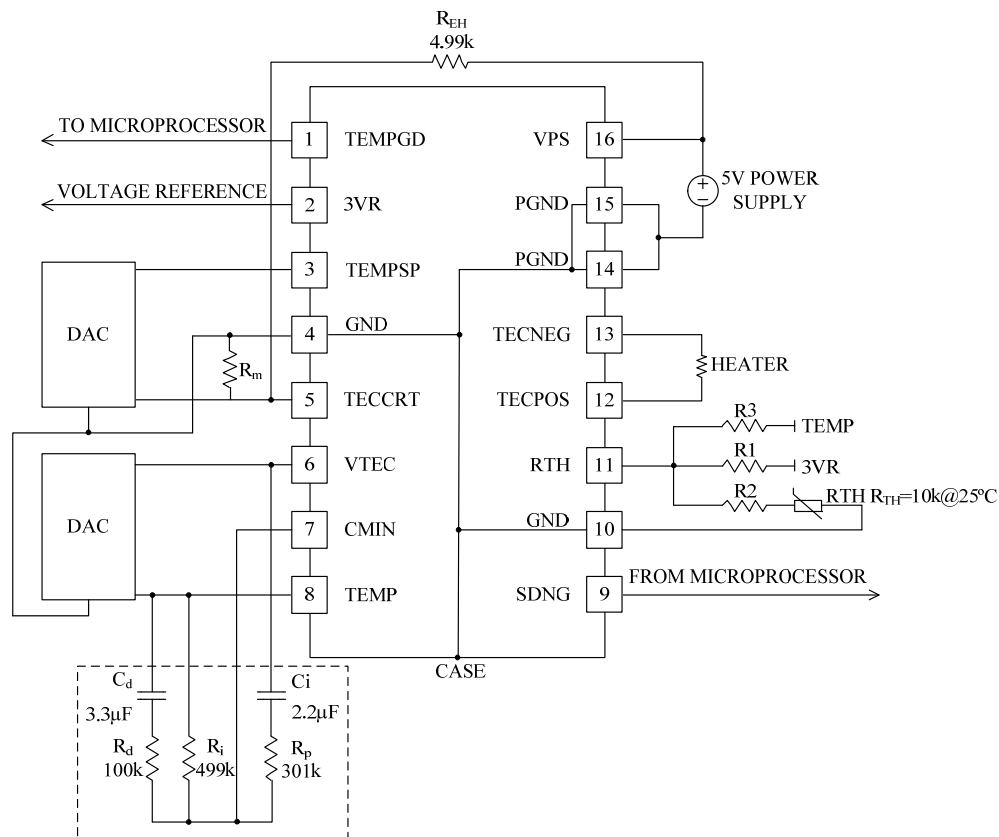 R_EH
4.99k
TO MICROPROCESSOR
1
TEMPGD
VPS
16
VOLTAGE REFERENCE
2
3VR
PGND
15
5V POWER
SUPPLY
+
−
3
TEMPSP
PGND
14
DAC
4
GND
TECNEG
13
HEATER
R_m
5
TECCRT
TECPOS
12
R3
TEMP
6
VTEC
RTH
11
R1
3VR
DAC
R2
RTH R_TH=10k@25ºC
7
CMIN
GND
10
FROM MICROPROCESSOR
8
TEMP
SDNG
9
CASE
C_d
3.3µF
Ci
2.2µF
R_d
100k
R_i
499k
R_p
301k